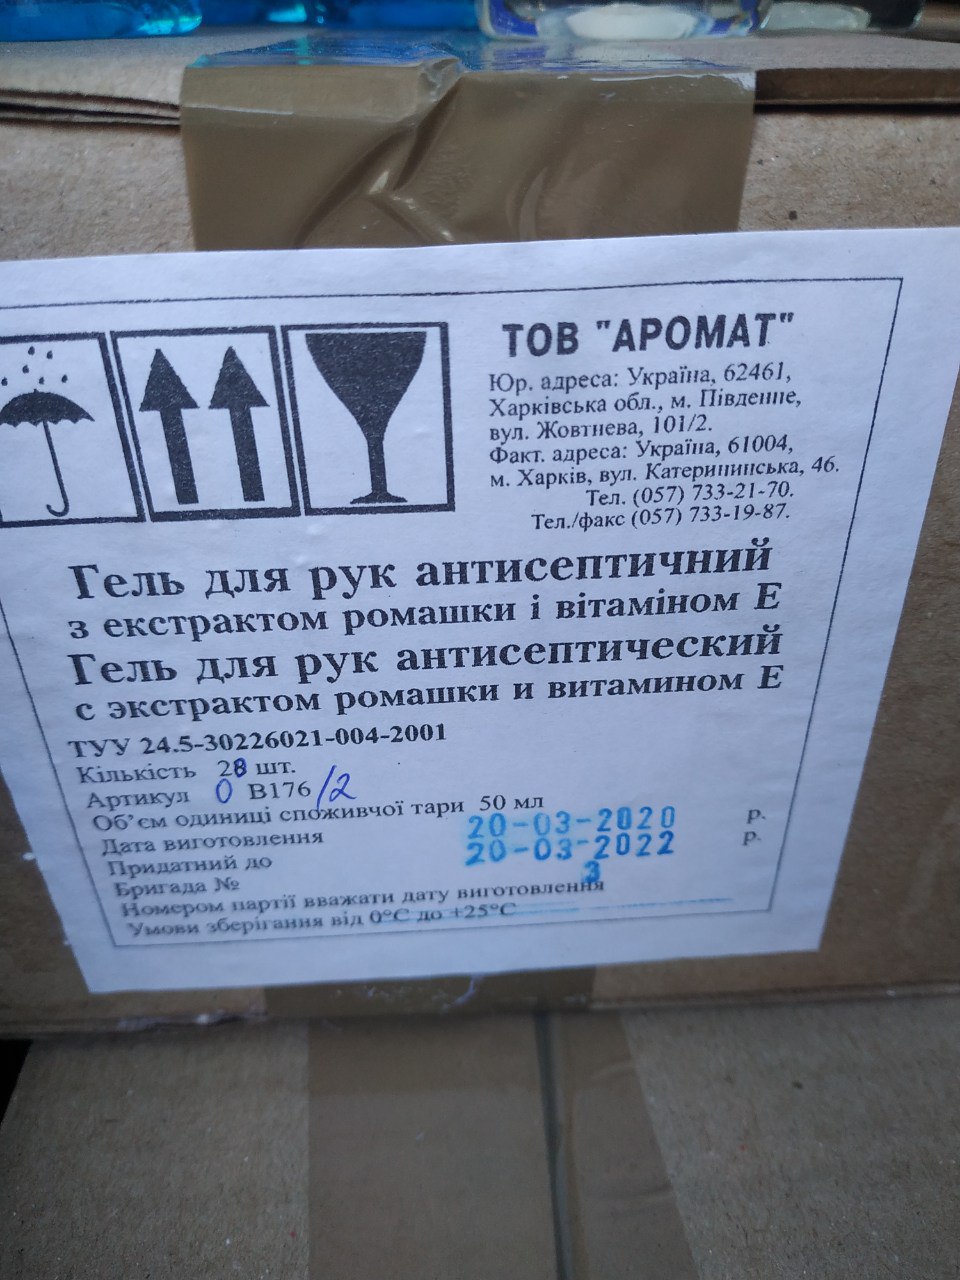 ТОВ "АРОМАТ"
Юр. адреса: Україна, 62461,
Харківська обл., м. Південне,
вул. Жовтнева, 101/2.
Факт. адреса: Україна, 61004,
м. Харків, вул. Катерининська, 46.
Тел. (057) 733-21-70.
Тел./факс (057) 733-19-87.
Гель для рук антисептичний
з екстрактом ромашки і вітаміном Е
Гель для рук антисептический
с экстрактом ромашки и витамином Е
ТУУ 24.5-30226021-004-2001
Кількість 28 шт.
Артикул 0 В176/2
Об'єм одиниці споживчої тари 50 мл
Дата виготовлення 20-03-2020 р.
Придатний до 20-03-2022 р.
Бригада № 3
Номером партії вважати дату виготовлення
Умови зберігання від 0°С до +25°С